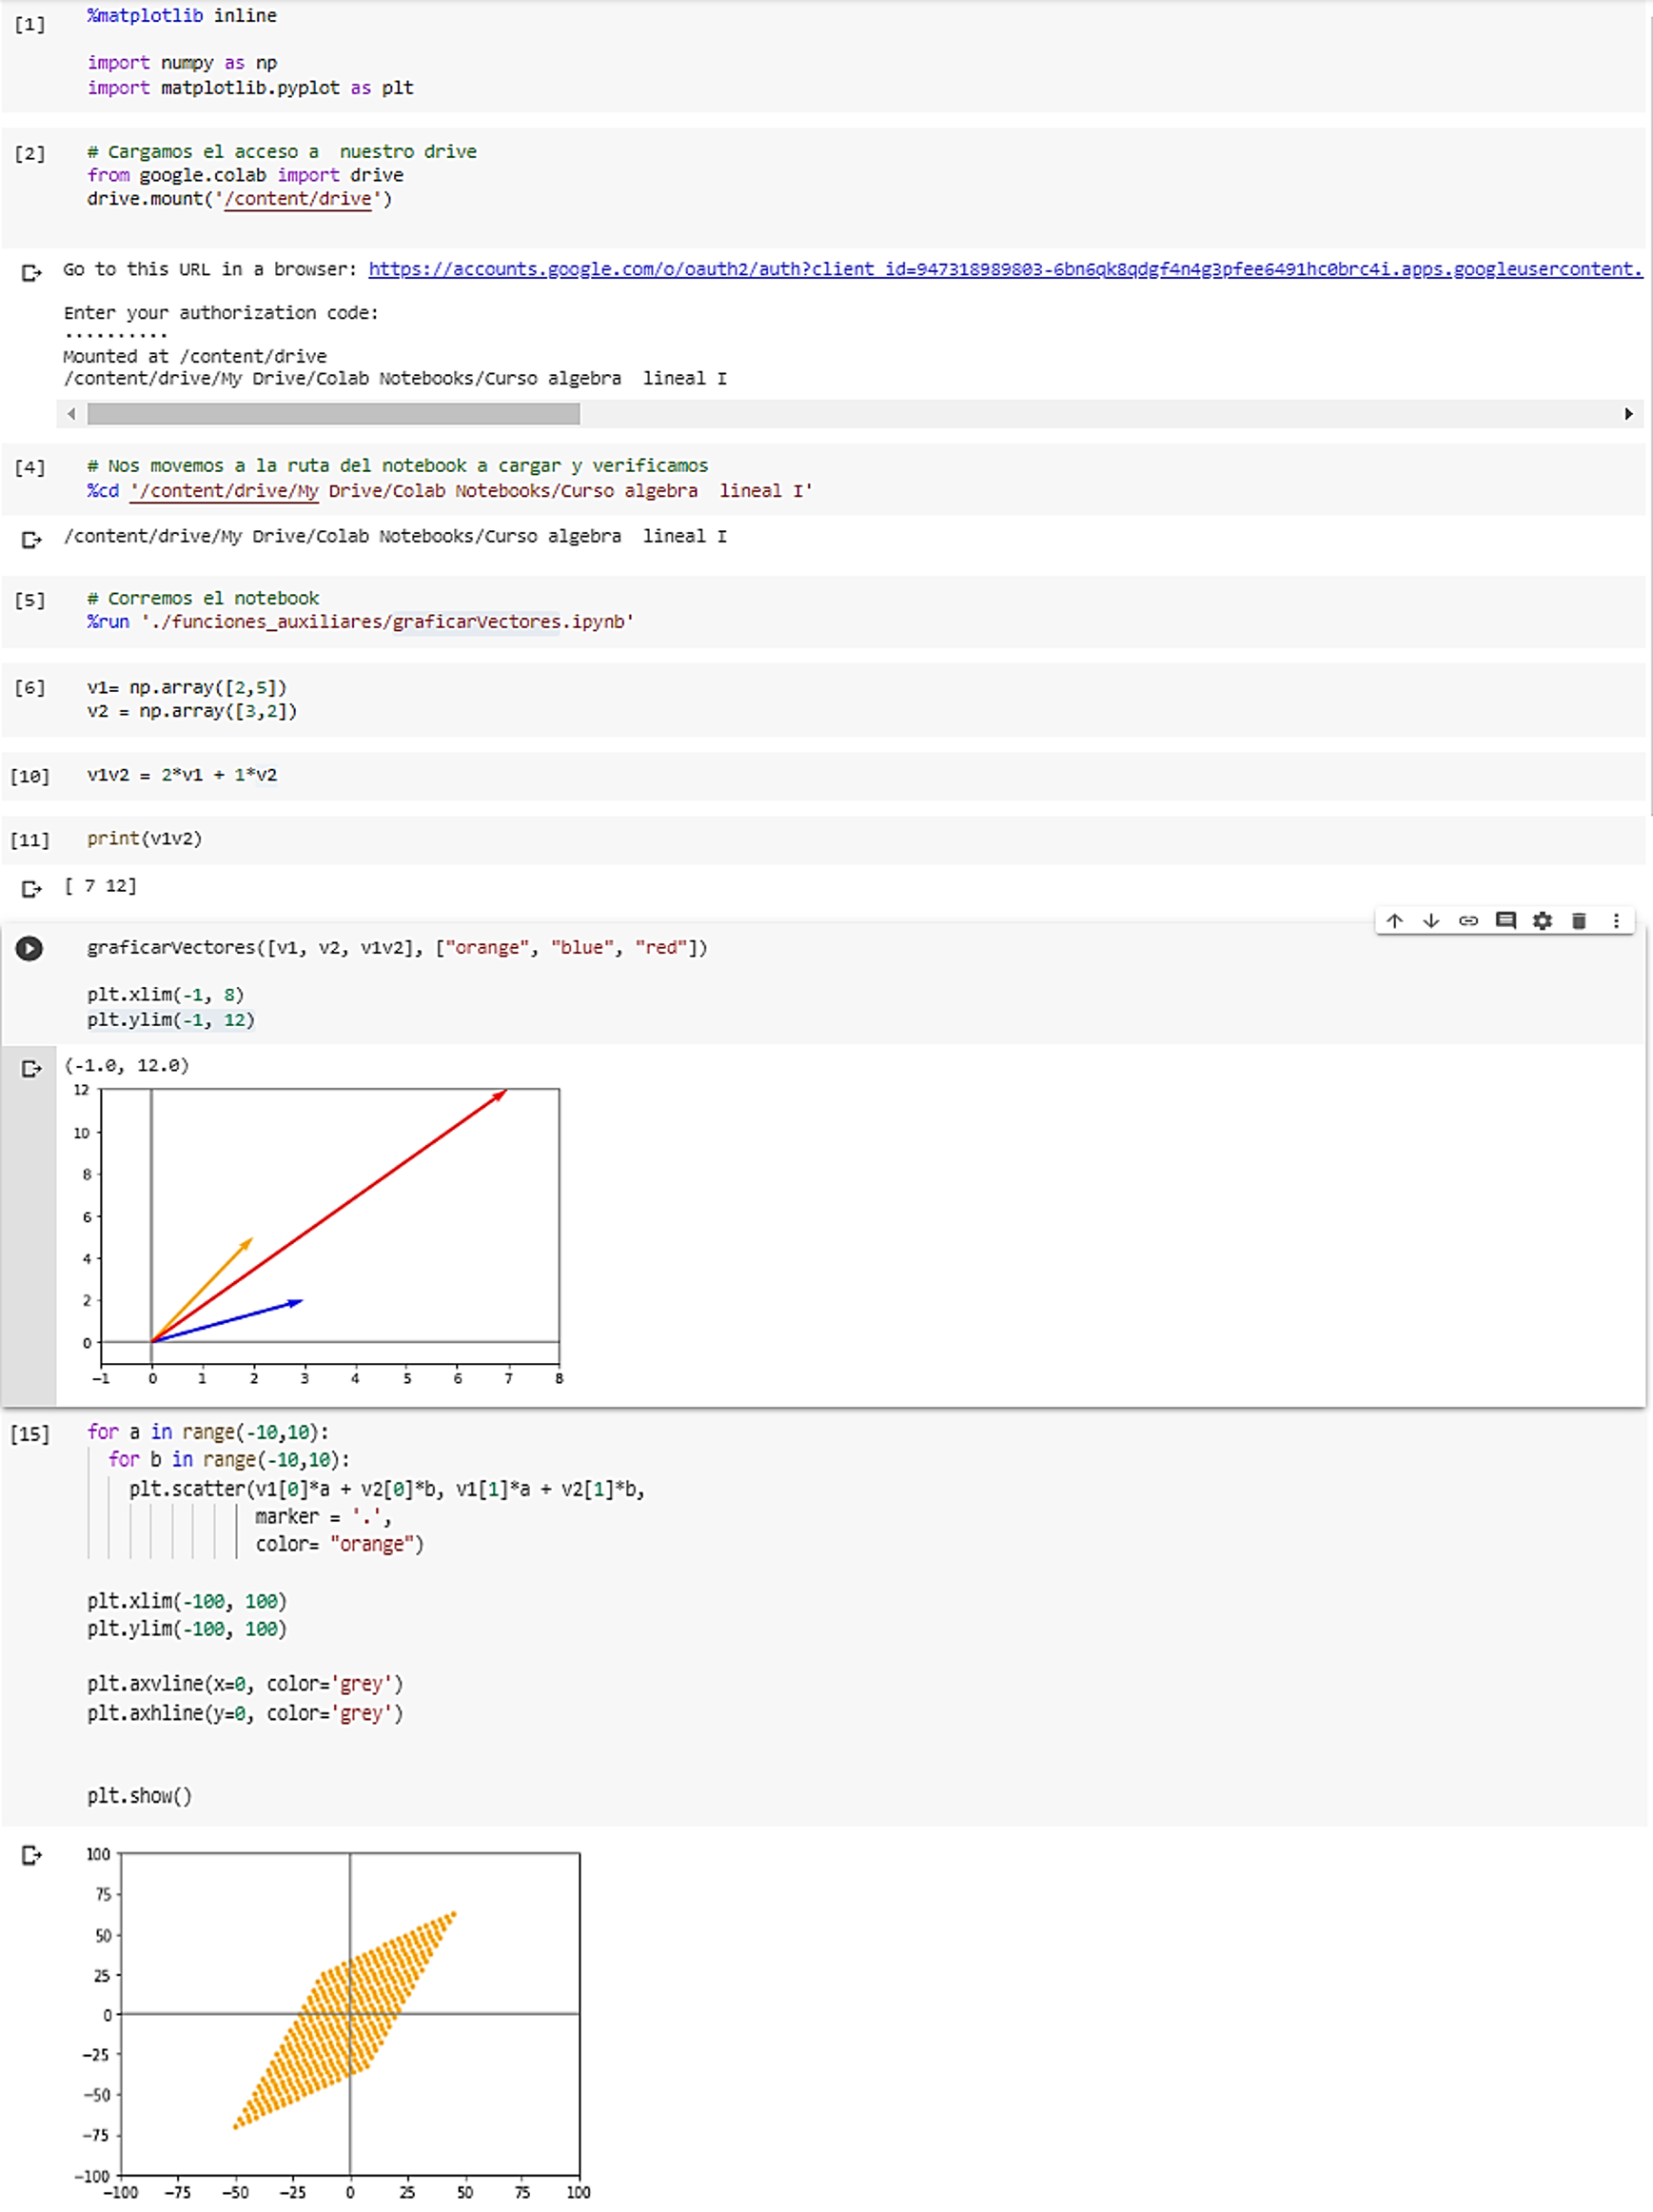 [1] %matplotlib inline
import numpy as np
import matplotlib.pyplot as plt
[2] # Cargamos el acceso a  nuestro drive
from google.colab import drive
drive.mount('/content/drive')
Go to this URL in a browser: https://accounts.google.com/o/oauth2/auth?client_id=947318989803-6bn6qk8qdgf4n4g3pfee6491hc0brc4i.apps.googleusercontent.
Enter your authorization code:
··········
Mounted at /content/drive
/content/drive/My Drive/Colab Notebooks/Curso algebra  lineal I
[4] # Nos movemos a la ruta del notebook a cargar y verificamos
%cd '/content/drive/My Drive/Colab Notebooks/Curso algebra  lineal I'
/content/drive/My Drive/Colab Notebooks/Curso algebra  lineal I
[5] # Corremos el notebook
%run './funciones_auxiliares/graficarVectores.ipynb'
[6] v1= np.array([2,5])
v2 = np.array([3,2])
[10] v1v2 = 2*v1 + 1*v2
[11] print(v1v2)
[ 7 12]
graficarVectores([v1, v2, v1v2], ["orange", "blue", "red"])
plt.xlim(-1, 8)
plt.ylim(-1, 12)
(-1.0, 12.0)
12
10
8
6
4
2
0
−1 0 1 2 3 4 5 6 7 8
[15] for a in range(-10,10):
for b in range(-10,10):
plt.scatter(v1[0]*a + v2[0]*b, v1[1]*a + v2[1]*b,
marker = '.',
color= "orange")
plt.xlim(-100, 100)
plt.ylim(-100, 100)
plt.axvline(x=0, color='grey')
plt.axhline(y=0, color='grey')
plt.show()
100
75
50
25
0
−25
−50
−75
−100
−100 −75 −50 −25 0 25 50 75 100